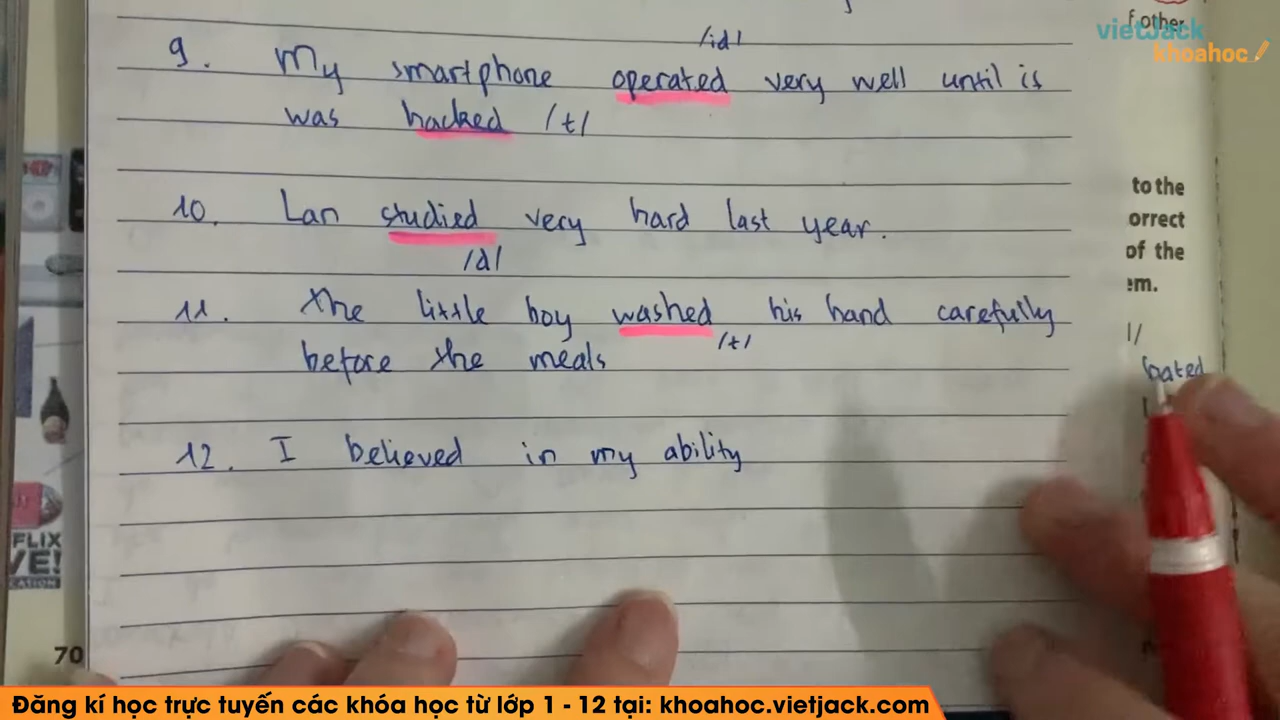 f other
vietJack
khoahoc
/id/
9. My smartphone operated very well until is
was hacked /t/
to the
10. Lan studied very hard last year.
orrect
of the
/d/
em.
11. The little boy washed his hand carefully
/t/
before the meals
12. I believed in my ability
FLIX
VE!
70
Đăng kí học trực tuyến các khóa học từ lớp 1 - 12 tại: khoahoc.vietjack.com